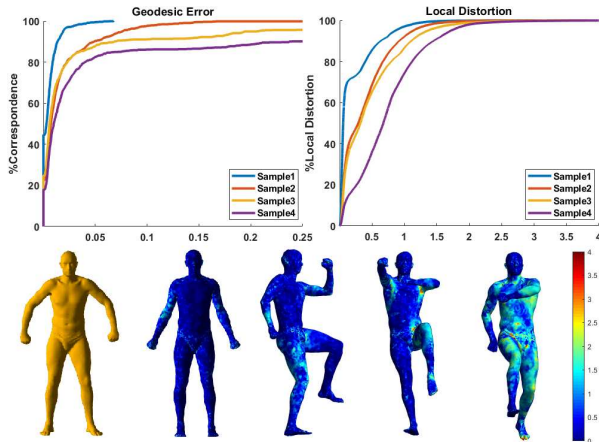 Geodesic Error
%Correspondence
100
80
60
40
20
0
0.05
0.1
0.15
0.2
0.25
Sample1
Sample2
Sample3
Sample4
Local Distortion
%Local Distortion
100
80
60
40
20
0
0.5
1
1.5
2
2.5
3
3.5
4
Sample1
Sample2
Sample3
Sample4
4
3.5
3
2.5
2
1.5
1
0.5
0